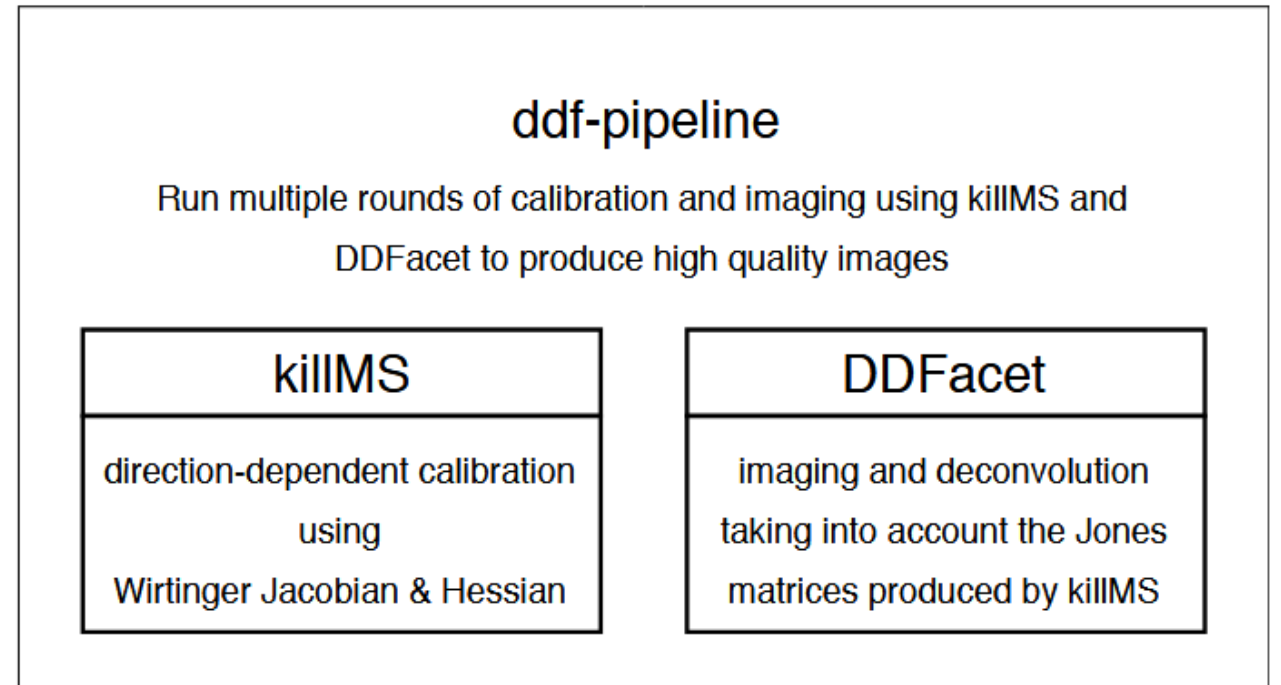 ddf-pipeline
Run multiple rounds of calibration and imaging using killMS and
DDFacet to produce high quality images
killMS
direction-dependent calibration
using
Wirtinger Jacobian & Hessian
DDFacet
imaging and deconvolution
taking into account the Jones
matrices produced by killMS